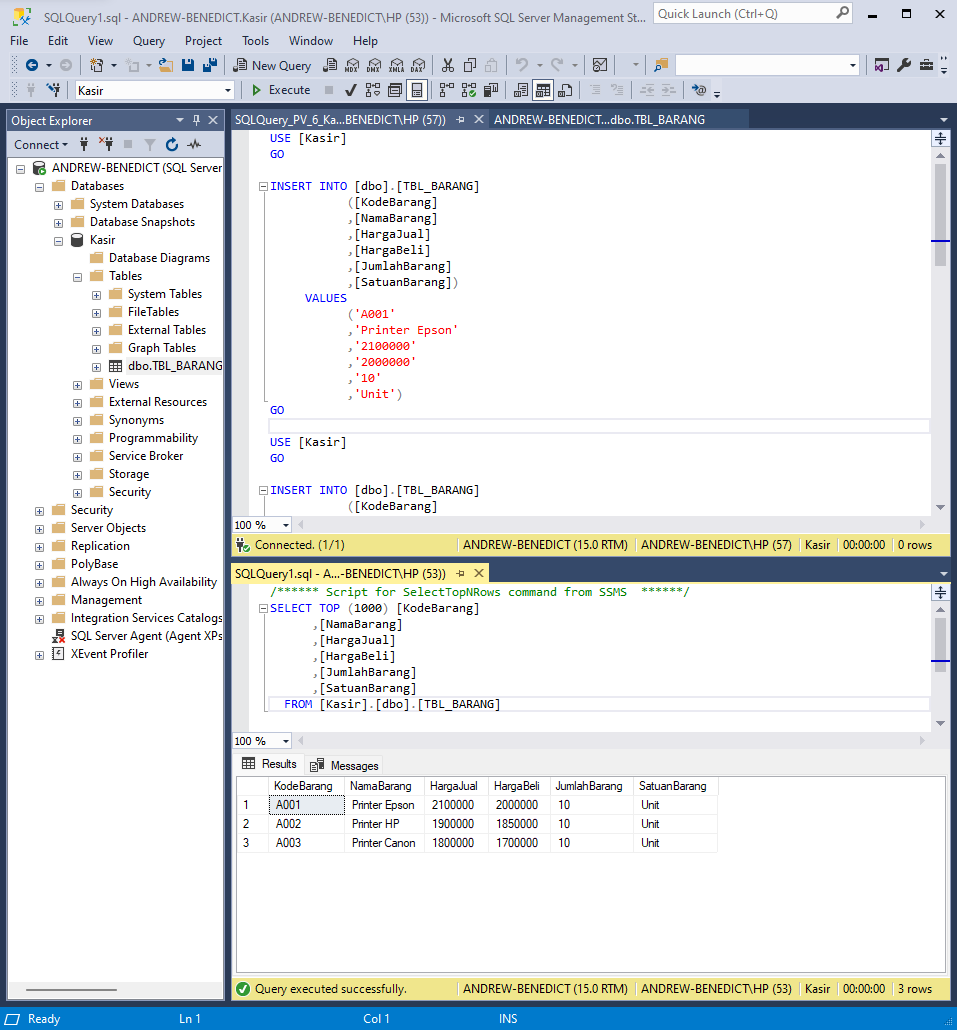 SQLQuery1.sql - ANDREW-BENEDICT.Kasir (ANDREW-BENEDICT\HP (53)) - Microsoft SQL Server Management St...
Quick Launch (Ctrl+Q)
File Edit View Query Project Tools Window Help
New Query
MDX DMX XMLA DAX
Kasir
Execute
Object Explorer
Connect
ANDREW-BENEDICT (SQL Server
Databases
System Databases
Database Snapshots
Kasir
Database Diagrams
Tables
System Tables
FileTables
External Tables
Graph Tables
dbo.TBL_BARANG
Views
External Resources
Synonyms
Programmability
Service Broker
Storage
Security
Security
Server Objects
Replication
PolyBase
Always On High Availability
Management
Integration Services Catalogs
SQL Server Agent (Agent XPs
XEvent Profiler
SQLQuery_PV_6_Ka...BENEDICT\HP (57)) ANDREW-BENEDICT...dbo.TBL_BARANG
USE [Kasir]
GO
INSERT INTO [dbo].[TBL_BARANG]
([KodeBarang]
,[NamaBarang]
,[HargaJual]
,[HargaBeli]
,[JumlahBarang]
,[SatuanBarang])
VALUES
('A001'
,'Printer Epson'
,'2100000'
,'2000000'
,'10'
,'Unit')
GO
USE [Kasir]
GO
INSERT INTO [dbo].[TBL_BARANG]
([KodeBarang]
100 %
Connected. (1/1) ANDREW-BENEDICT (15.0 RTM) ANDREW-BENEDICT\HP (57) Kasir 00:00:00 0 rows
SQLQuery1.sql - A...-BENEDICT\HP (53))
/****** Script for SelectTopNRows command from SSMS ******/
SELECT TOP (1000) [KodeBarang]
,[NamaBarang]
,[HargaJual]
,[HargaBeli]
,[JumlahBarang]
,[SatuanBarang]
FROM [Kasir].[dbo].[TBL_BARANG]
100 %
Results Messages
KodeBarang NamaBarang HargaJual HargaBeli JumlahBarang SatuanBarang
1 A001 Printer Epson 2100000 2000000 10 Unit
2 A002 Printer HP 1900000 1850000 10 Unit
3 A003 Printer Canon 1800000 1700000 10 Unit
Query executed successfully. ANDREW-BENEDICT (15.0 RTM) ANDREW-BENEDICT\HP (53) Kasir 00:00:00 3 rows
Ready Ln 1 Col 1 INS